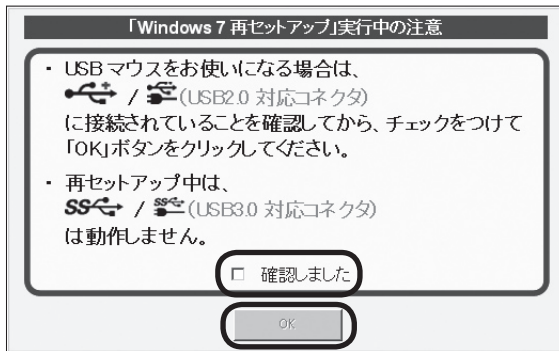 「Windows 7 再セットアップ」実行中の注意
・ USB マウスをお使いになる場合は、
/ (USB2.0 対応コネクタ)
に接続されていることを確認してから、チェックをつけて
「OK」ボタンをクリックしてください。
・ 再セットアップ中は、
SS / SS (USB3.0 対応コネクタ)
は動作しません。
確認しました
OK